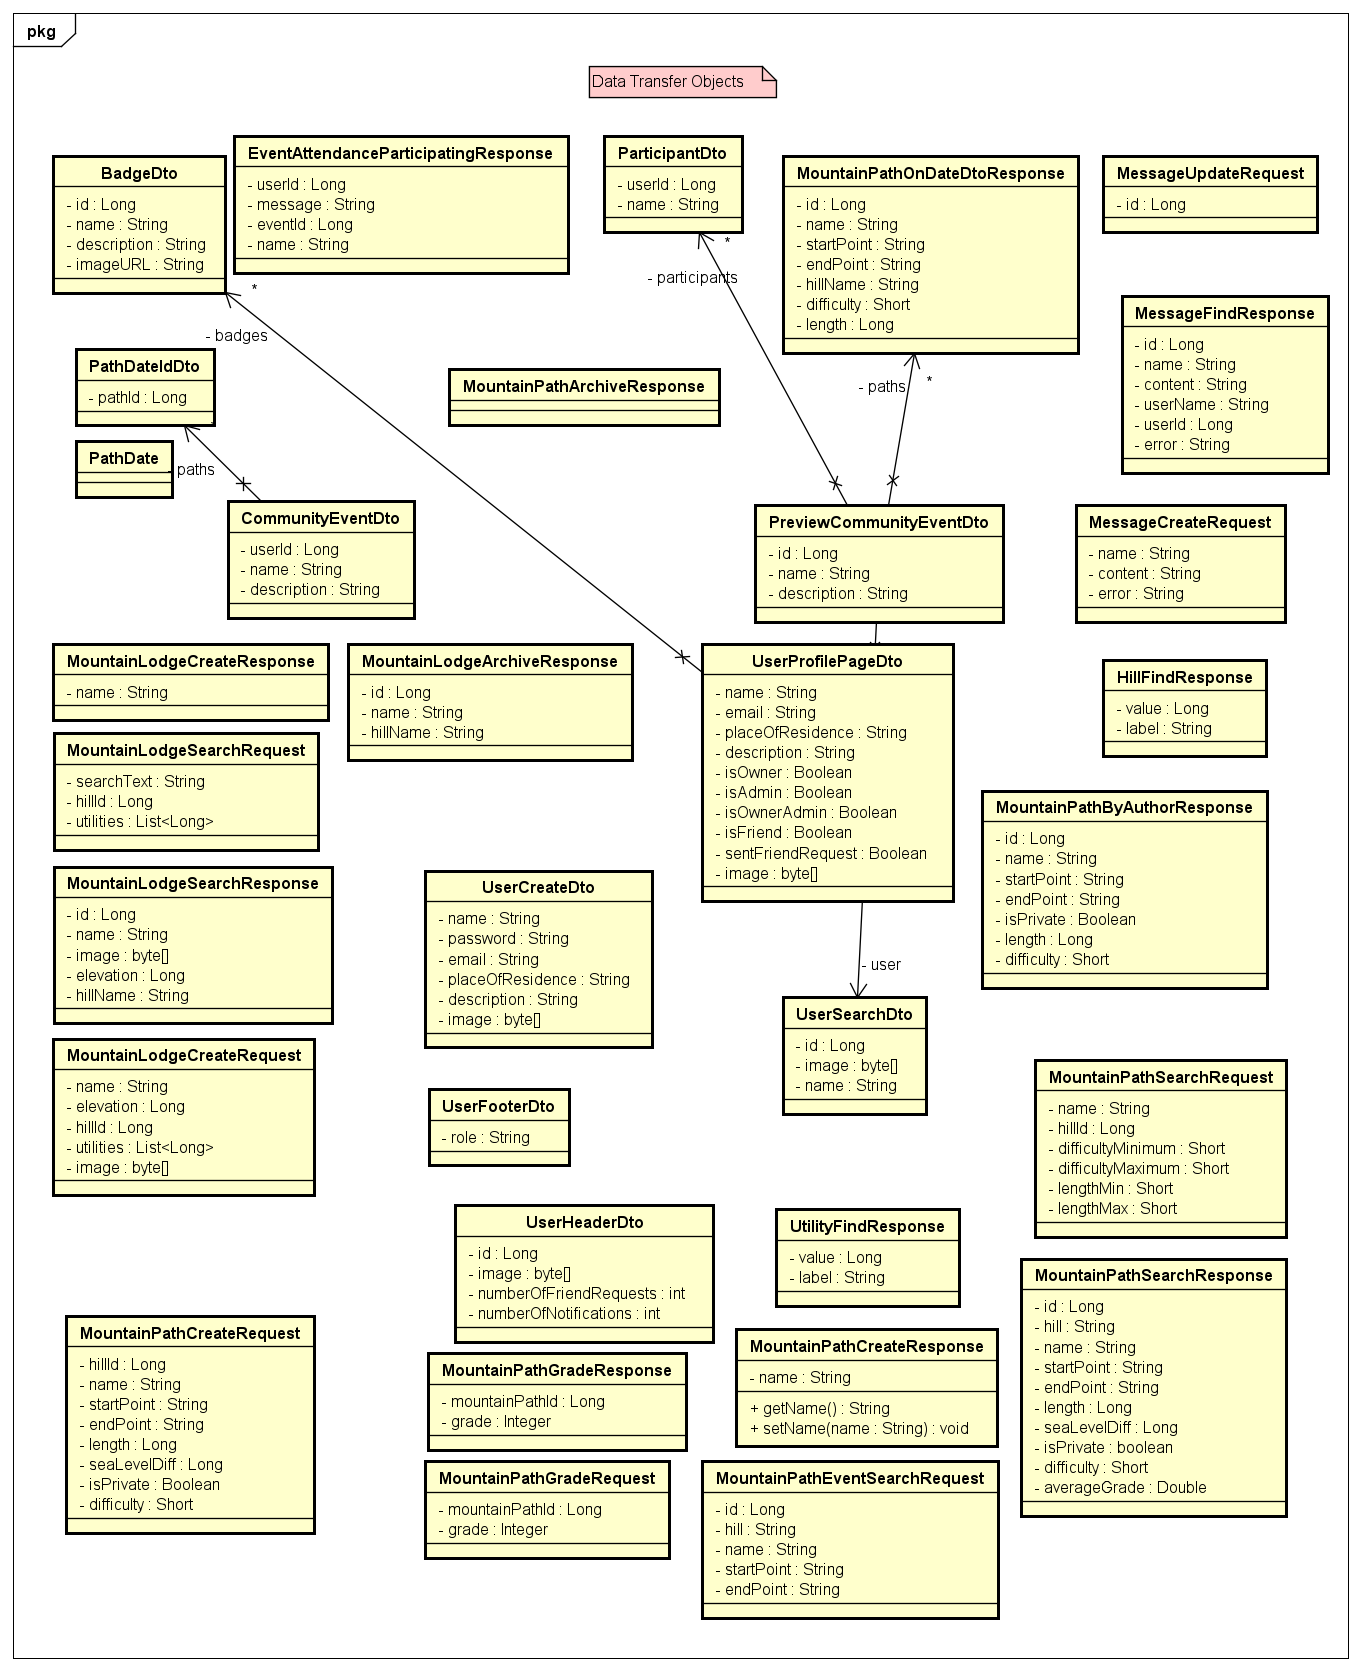 pkg
Data Transfer Objects
BadgeDto
- id : Long
- name : String
- description : String
- imageURL : String
EventAttendanceParticipatingResponse
- userId : Long
- message : String
- eventId : Long
- name : String
ParticipantDto
- userId : Long
- name : String
MountainPathOnDateDtoResponse
- id : Long
- name : String
- startPoint : String
- endPoint : String
- hillName : String
- difficulty : Short
- length : Long
MessageUpdateRequest
- id : Long
*
- badges
*
- participants
- paths
*
MessageFindResponse
- id : Long
- name : String
- content : String
- userName : String
- userId : Long
- error : String
PathDateIdDto
- pathId : Long
MountainPathArchiveResponse
PathDate
- paths
CommunityEventDto
- userId : Long
- name : String
- description : String
PreviewCommunityEventDto
- id : Long
- name : String
- description : String
MessageCreateRequest
- name : String
- content : String
- error : String
MountainLodgeCreateResponse
- name : String
MountainLodgeArchiveResponse
- id : Long
- name : String
- hillName : String
UserProfilePageDto
- name : String
- email : String
- placeOfResidence : String
- description : String
- isOwner : Boolean
- isAdmin : Boolean
- isOwnerAdmin : Boolean
- isFriend : Boolean
- sentFriendRequest : Boolean
- image : byte[]
HillFindResponse
- value : Long
- label : String
MountainLodgeSearchRequest
- searchText : String
- hillId : Long
- utilities : List<Long>
MountainPathByAuthorResponse
- id : Long
- name : String
- startPoint : String
- endPoint : String
- isPrivate : Boolean
- length : Long
- difficulty : Short
MountainLodgeSearchResponse
- id : Long
- name : String
- image : byte[]
- elevation : Long
- hillName : String
UserCreateDto
- name : String
- password : String
- email : String
- placeOfResidence : String
- description : String
- image : byte[]
- user
UserSearchDto
- id : Long
- image : byte[]
- name : String
MountainLodgeCreateRequest
- name : String
- elevation : Long
- hillId : Long
- utilities : List<Long>
- image : byte[]
UserFooterDto
- role : String
MountainPathSearchRequest
- name : String
- hillId : Long
- difficultyMinimum : Short
- difficultyMaximum : Short
- lengthMin : Short
- lengthMax : Short
UserHeaderDto
- id : Long
- image : byte[]
- numberOfFriendRequests : int
- numberOfNotifications : int
UtilityFindResponse
- value : Long
- label : String
MountainPathSearchResponse
- id : Long
- hill : String
- name : String
- startPoint : String
- endPoint : String
- length : Long
- seaLevelDiff : Long
- isPrivate : boolean
- difficulty : Short
- averageGrade : Double
MountainPathCreateRequest
- hillId : Long
- name : String
- startPoint : String
- endPoint : String
- length : Long
- seaLevelDiff : Long
- isPrivate : Boolean
- difficulty : Short
MountainPathGradeResponse
- mountainPathId : Long
- grade : Integer
MountainPathCreateResponse
- name : String
+ getName() : String
+ setName(name : String) : void
MountainPathGradeRequest
- mountainPathId : Long
- grade : Integer
MountainPathEventSearchRequest
- id : Long
- hill : String
- name : String
- startPoint : String
- endPoint : String